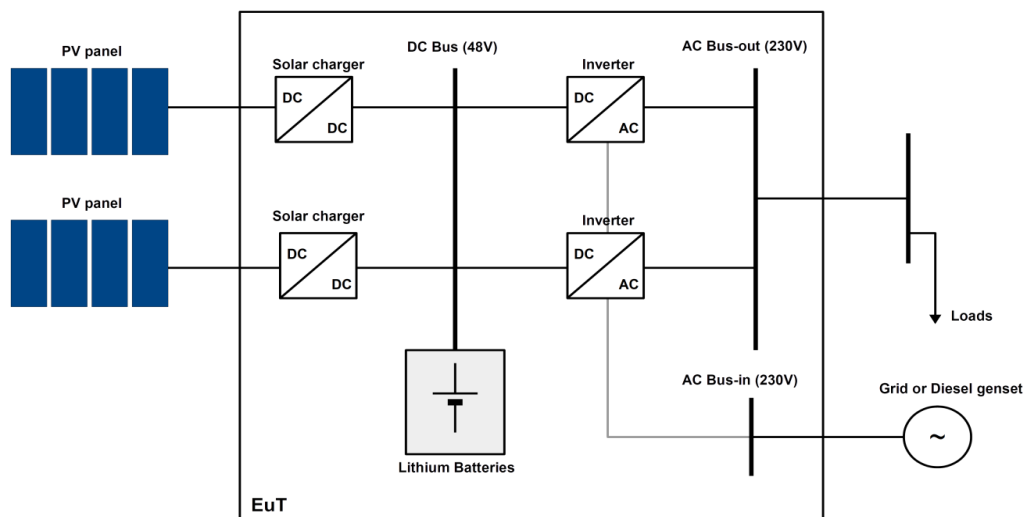 PV panel
Solar charger
DC Bus (48V)
Inverter
AC Bus-out (230V)
DC
DC
DC
AC
PV panel
Solar charger
Inverter
DC
DC
DC
AC
Loads
AC Bus-in (230V)
Grid or Diesel genset
~
Lithium Batteries
EuT